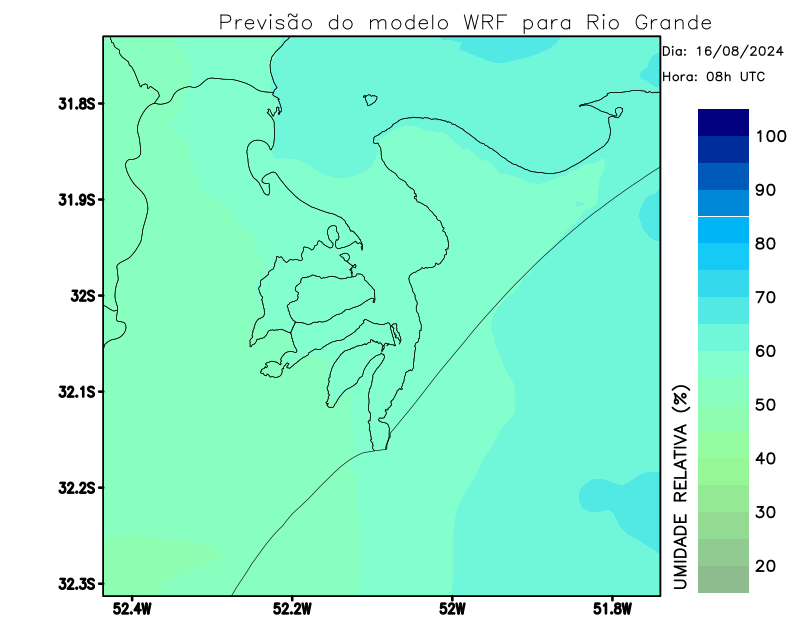 Previsão do modelo WRF para Rio Grande
Dia: 16/08/2024
Hora: 08h UTC
31.8S
31.9S
32S
32.1S
32.2S
32.3S
52.4W
52.2W
52W
51.8W
UMIDADE RELATIVA (%)
100
90
80
70
60
50
40
30
20